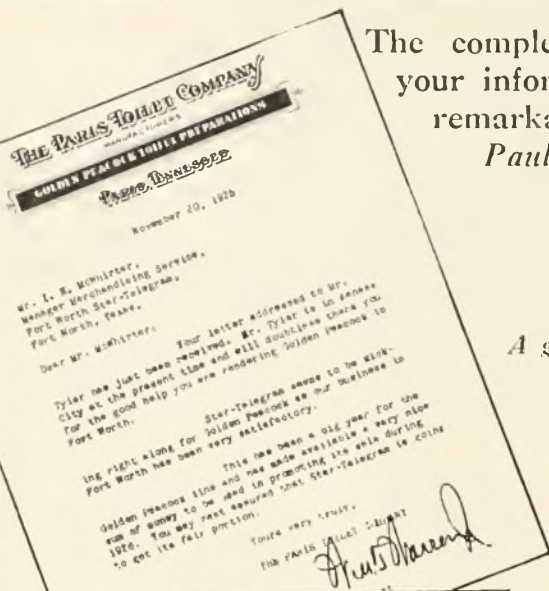 The comple
your infor
remarka
Paul
A s
THE PARIS TOILET COMPANY
MANUFACTURERS
GOLDEN PEACOCK TOILET PREPARATIONS
PARIS, TENNESSEE
November 20, 1925
Mr. I. N. McWhirter,
Manager Merchandising Service,
Fort Worth Star-Telegram,
Fort Worth, Texas.
Dear Mr. McWhirter:
Your letter addressed to Mr.
Tyler has just been received. Mr. Tyler is in
City at the present time and will doubtless thank you
for the good help you are rendering Golden Peacock in
Fort Worth.
Star-Telegram seems to be
ing right along for Golden Peacock as our business in
Fort Worth has been very satisfactory.
This has been a big year for the
Golden Peacock line and has made available a very nice
sum of money to be used in promoting its sale during
1926. You may rest assured that Star-Telegram is going
to get its fair portion.
Yours very truly,
THE PARIS TOILET COMPANY